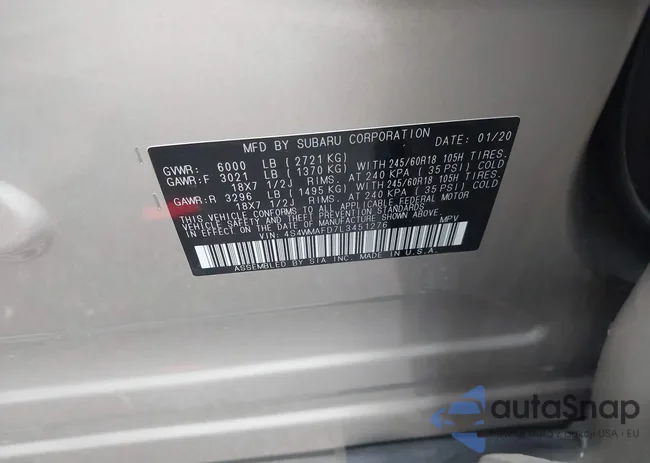 MFD BY SUBARU CORPORATION DATE: 01/20
GVWR: 6000 LB (2721 KG)
GAWR: F 3021 LB (1370 KG) WITH 245/60R18 105H TIRES.
18X7 1/2J RIMS. AT 240 KPA (35 PSI) COLD
GAWR: R 3296 LB (1495 KG) WITH 245/60R18 105H TIRES.
18X7 1/2J RIMS. AT 240 KPA (35 PSI) COLD
THIS VEHICLE CONFORMS TO ALL APPLICABLE FEDERAL MOTOR
VEHICLE SAFETY AND THEFT PREVENTION STANDARDS
IN EFFECT ON THE DATE OF MANUFACTURE SHOWN ABOVE.
VIN: 4S4WMAFD7L3451276 MPV
ASSEMBLED BY SIA INC. MADE IN U.S.A.
autoSnap
USA - EU